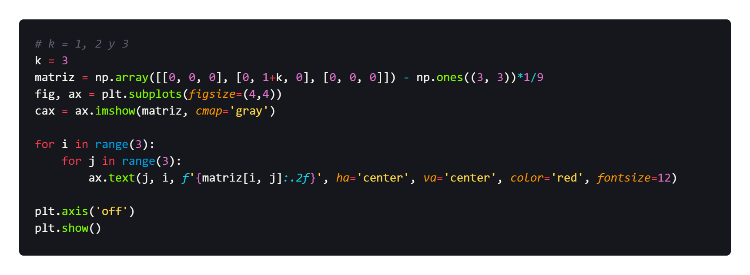 # k = 1, 2 y 3
k = 3
matriz = np.array([[0, 0, 0], [0, 1+k, 0], [0, 0, 0]]) - np.ones((3, 3))*1/9
fig, ax = plt.subplots(figsize=(4,4))
cax = ax.imshow(matriz, cmap='gray')

for i in range(3):
    for j in range(3):
        ax.text(j, i, f'{matriz[i, j]:.2f}', ha='center', va='center', color='red', fontsize=12)

plt.axis('off')
plt.show()